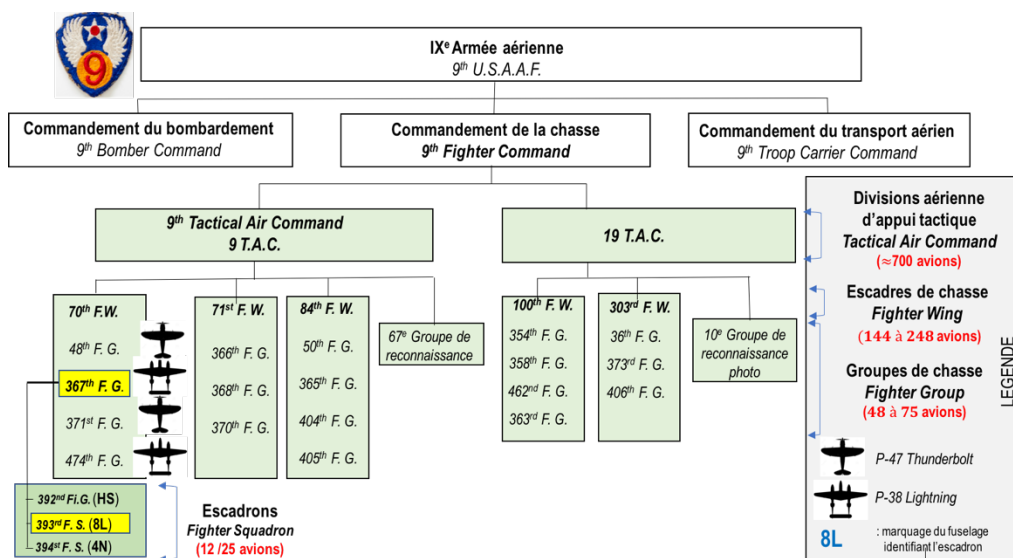 9
IXᵉ Armée aérienne
9ᵗʰ U.S.A.A.F.
Commandement du bombardement
9ᵗʰ Bomber Command
Commandement de la chasse
9ᵗʰ Fighter Command
Commandement du transport aérien
9ᵗʰ Troop Carrier Command
9ᵗʰ Tactical Air Command
9 T.A.C.
19 T.A.C.
70ᵗʰ F.W.
48ᵗʰ F. G.
367ᵗʰ F. G.
371ˢᵗ F. G.
474ᵗʰ F. G.
71ˢᵗ F. W.
366ᵗʰ F. G.
368ᵗʰ F. G.
370ᵗʰ F. G.
84ᵗʰ F. W.
50ᵗʰ F. G.
365ᵗʰ F. G.
404ᵗʰ F. G.
405ᵗʰ F. G.
67ᵉ Groupe de
reconnaissance
100ᵗʰ F. W.
354ᵗʰ F. G.
358ᵗʰ F. G.
462ⁿᵈ F. G.
363ʳᵈ F. G.
303ʳᵈ F. W.
36ᵗʰ F. G.
373ʳᵈ F. G.
406ᵗʰ F. G.
10ᵉ Groupe de
reconnaissance
photo
392ⁿᵈ Fi.G. (HS)
393ʳᵈ F. S. (8L)
394ˢᵗ F. S. (4N)
Escadrons
Fighter Squadron
(12 /25 avions)
Divisions aérienne
d'appui tactique
Tactical Air Command
(≈700 avions)
Escadres de chasse
Fighter Wing
(144 à 248 avions)
Groupes de chasse
Fighter Group
(48 à 75 avions)
P-47 Thunderbolt
P-38 Lightning
8L
: marquage du fuselage
identifiant l'escadron
LEGENDE